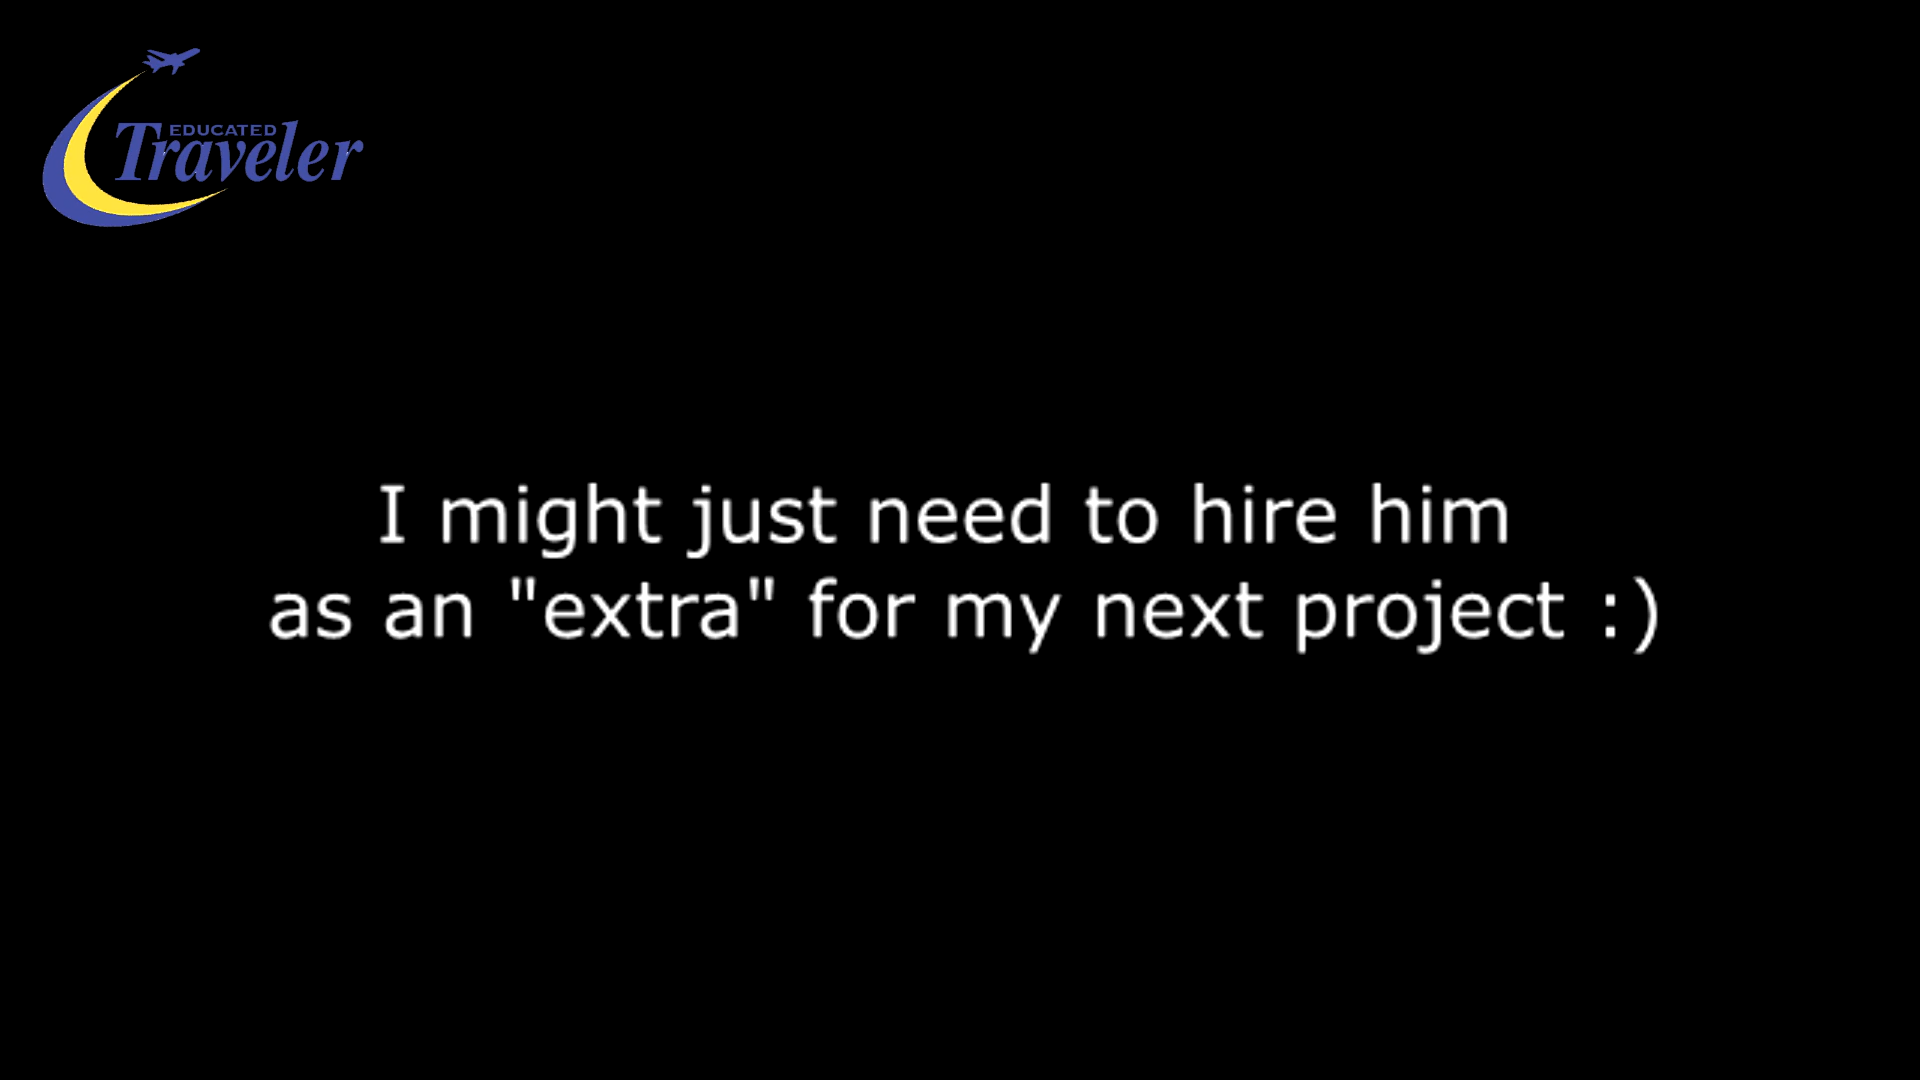 EDUCATED
Traveler
I might just need to hire him
as an "extra" for my next project :)